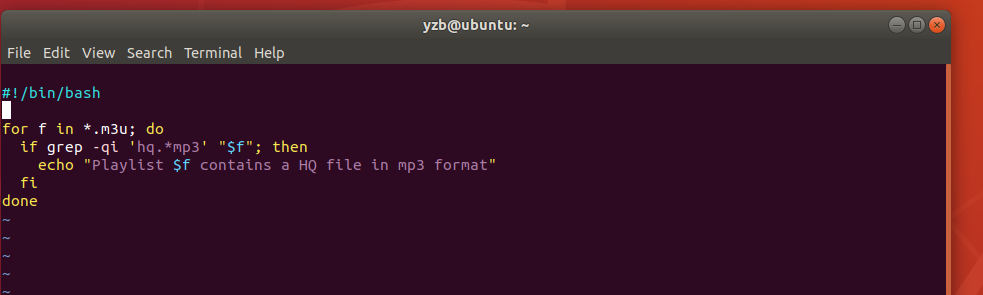 yzb@ubuntu: ~
File Edit View Search Terminal Help
#!/bin/bash
for f in *.m3u; do
  if grep -qi 'hq.*mp3' "$f"; then
    echo "Playlist $f contains a HQ file in mp3 format"
  fi
done
~
~
~
~
~